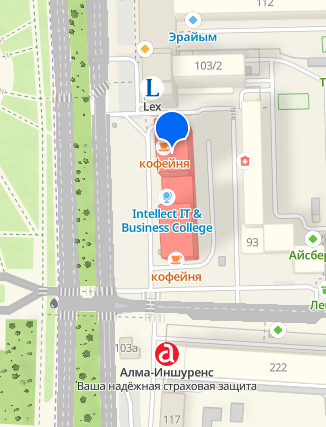 112
Эрайым
103/2
L
Lex
кофейня
Intellect IT &
Business College
93
Айсбер
кофейня
Ле
103а
a
Алма-Иншуренс
Ваша надёжная страховая защита
222
117